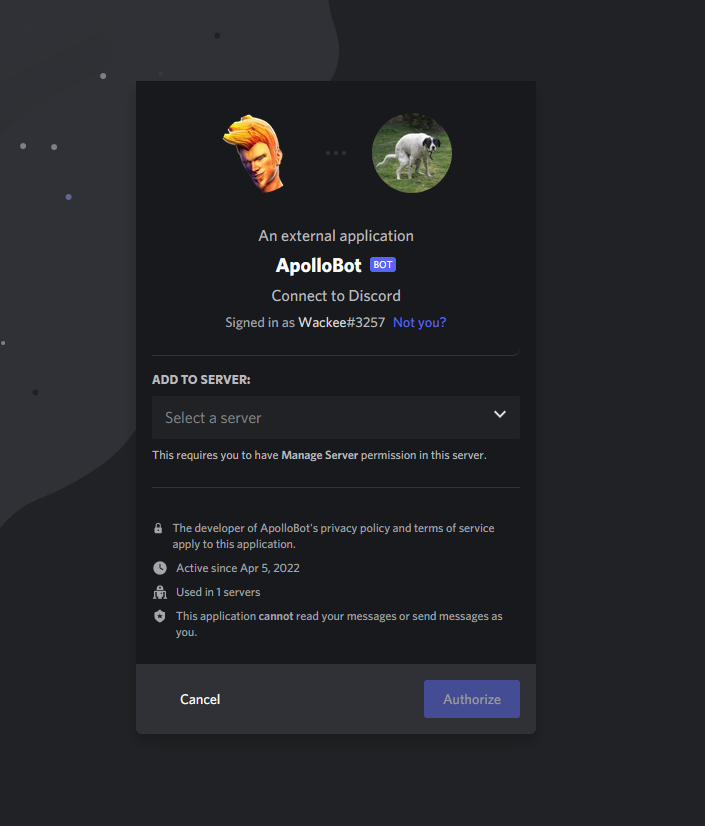 An external application
ApolloBot BOT
Connect to Discord
Signed in as Wackee#3257 Not you?
ADD TO SERVER:
Select a server
This requires you to have Manage Server permission in this server.
The developer of ApolloBot's privacy policy and terms of service
apply to this application.
Active since Apr 5, 2022
Used in 1 servers
This application cannot read your messages or send messages as
you.
Cancel
Authorize